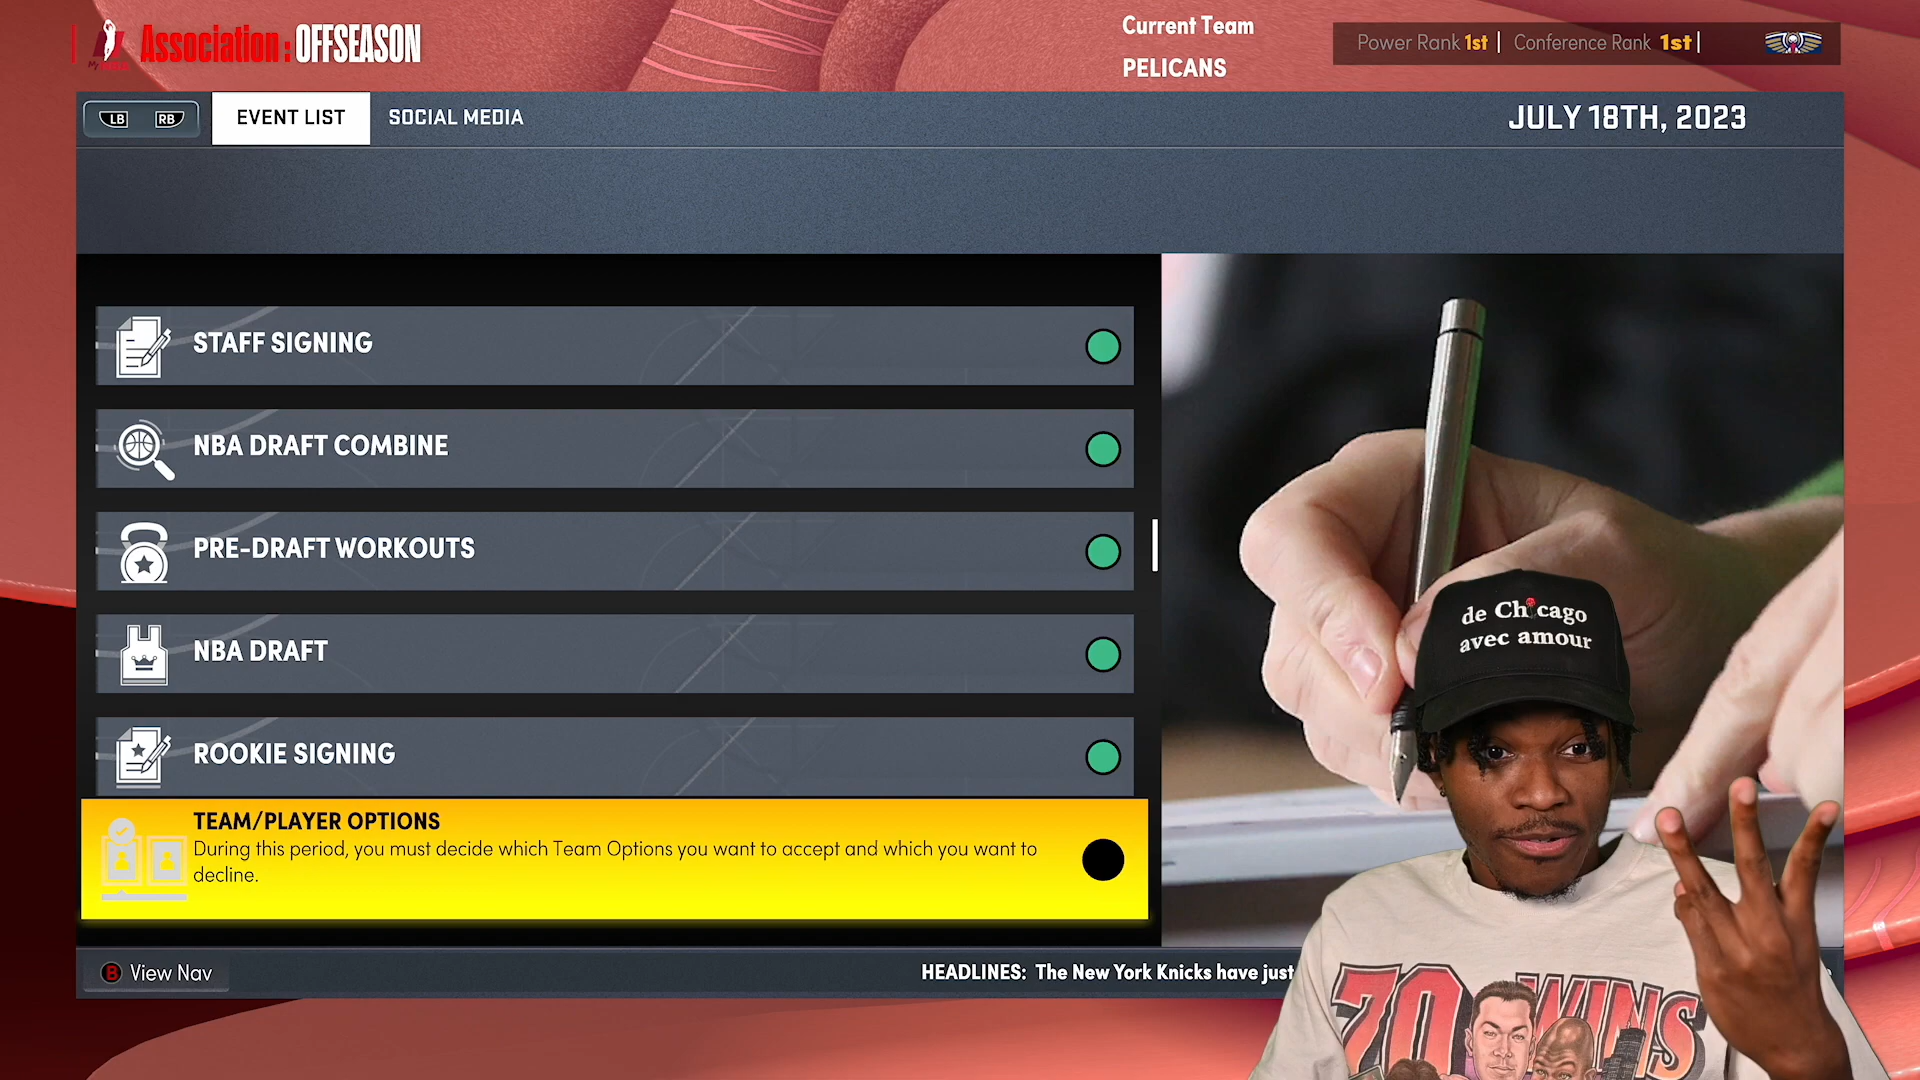 Association: OFFSEASON
Current Team
PELICANS
Power Rank 1st | Conference Rank 1st |
LB RB EVENT LIST SOCIAL MEDIA
JULY 18TH, 2023
STAFF SIGNING
NBA DRAFT COMBINE
PRE-DRAFT WORKOUTS
NBA DRAFT
ROOKIE SIGNING
TEAM/PLAYER OPTIONS
During this period, you must decide which Team Options you want to accept and which you want to
decline.
B View Nav
HEADLINES: The New York Knicks have just
de Chicago
avec amour
70 WINS